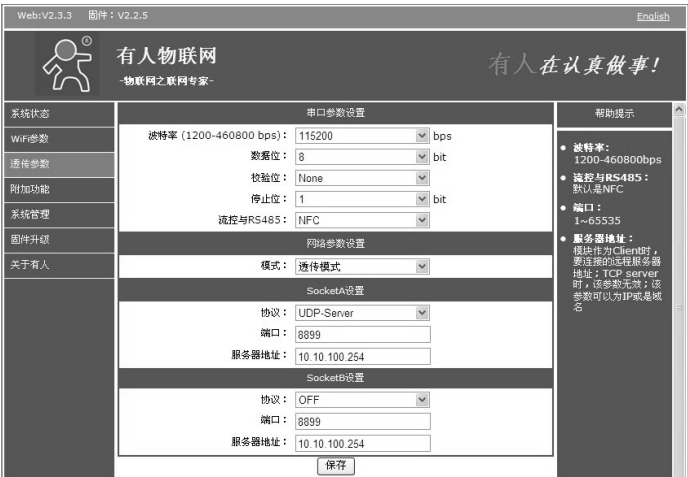 Web:V2.3.3 固件：V2.2.5
English
®
有人物联网
-物联网之联网专家-
有人在认真做事!
系统状态
WiFi参数
透传参数
附加功能
系统管理
固件升级
关于有人
串口参数设置
波特率 (1200-460800 bps)： 115200 bps
数据位： 8 bit
校验位： None
停止位： 1 bit
流控与RS485： NFC
网络参数设置
模式： 透传模式
SocketA设置
协议： UDP-Server
端口： 8899
服务器地址： 10.10.100.254
SocketB设置
协议： OFF
端口： 8899
服务器地址： 10.10.100.254
保存
帮助提示
波特率：
1200-460800bps
流控与RS485：
默认是NFC
端口：
1~65535
服务器地址：
模块作为Client时，
要连接的远程服务器
地址；TCP server
时，该参数无效；该
参数可以为IP或是域
名